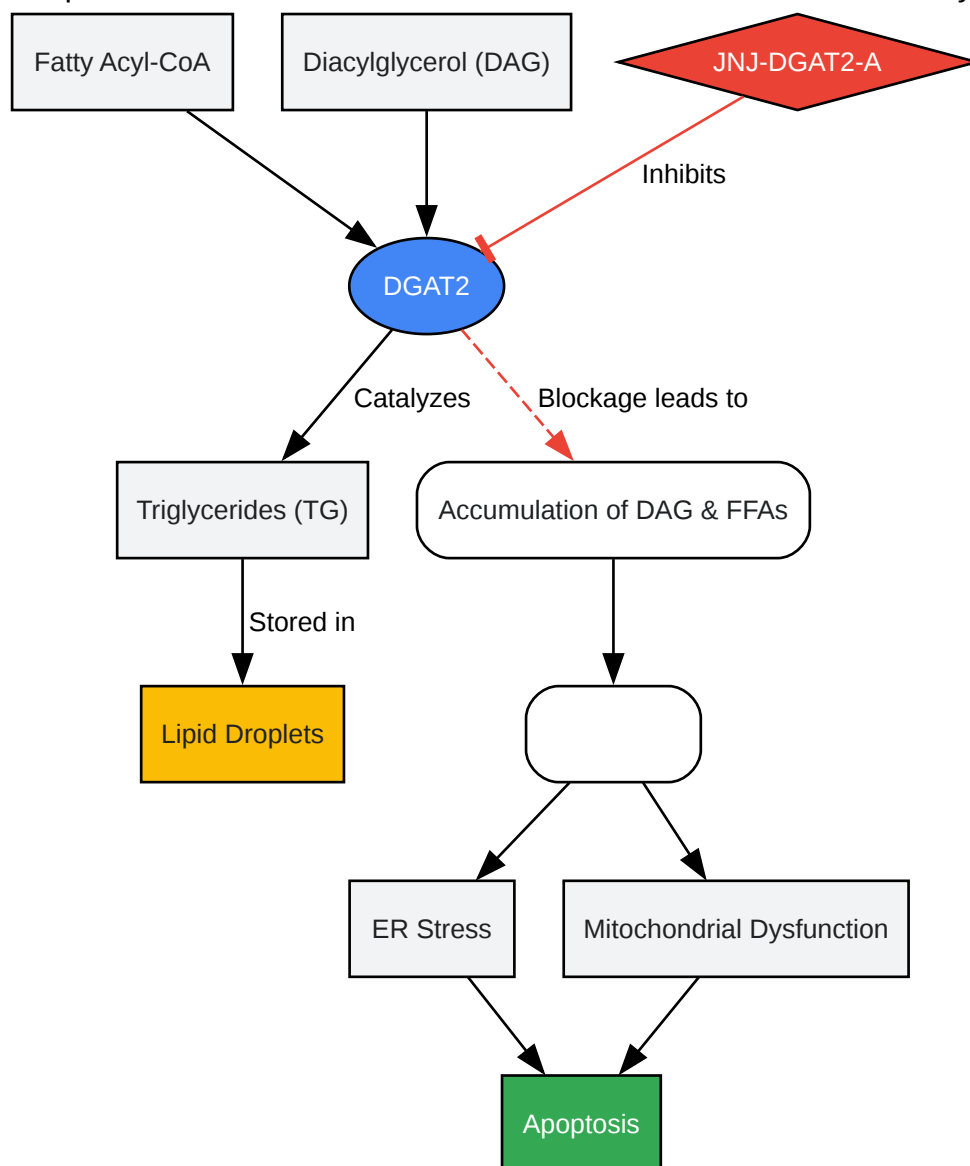 Fatty Acyl-CoA
Diacylglycerol (DAG)
JNJ-DGAT2-A
Inhibits
DGAT2
Catalyzes
Blockage leads to
Triglycerides (TG)
Accumulation of DAG & FFAs
Stored in
Lipid Droplets
ER Stress
Mitochondrial Dysfunction
Apoptosis